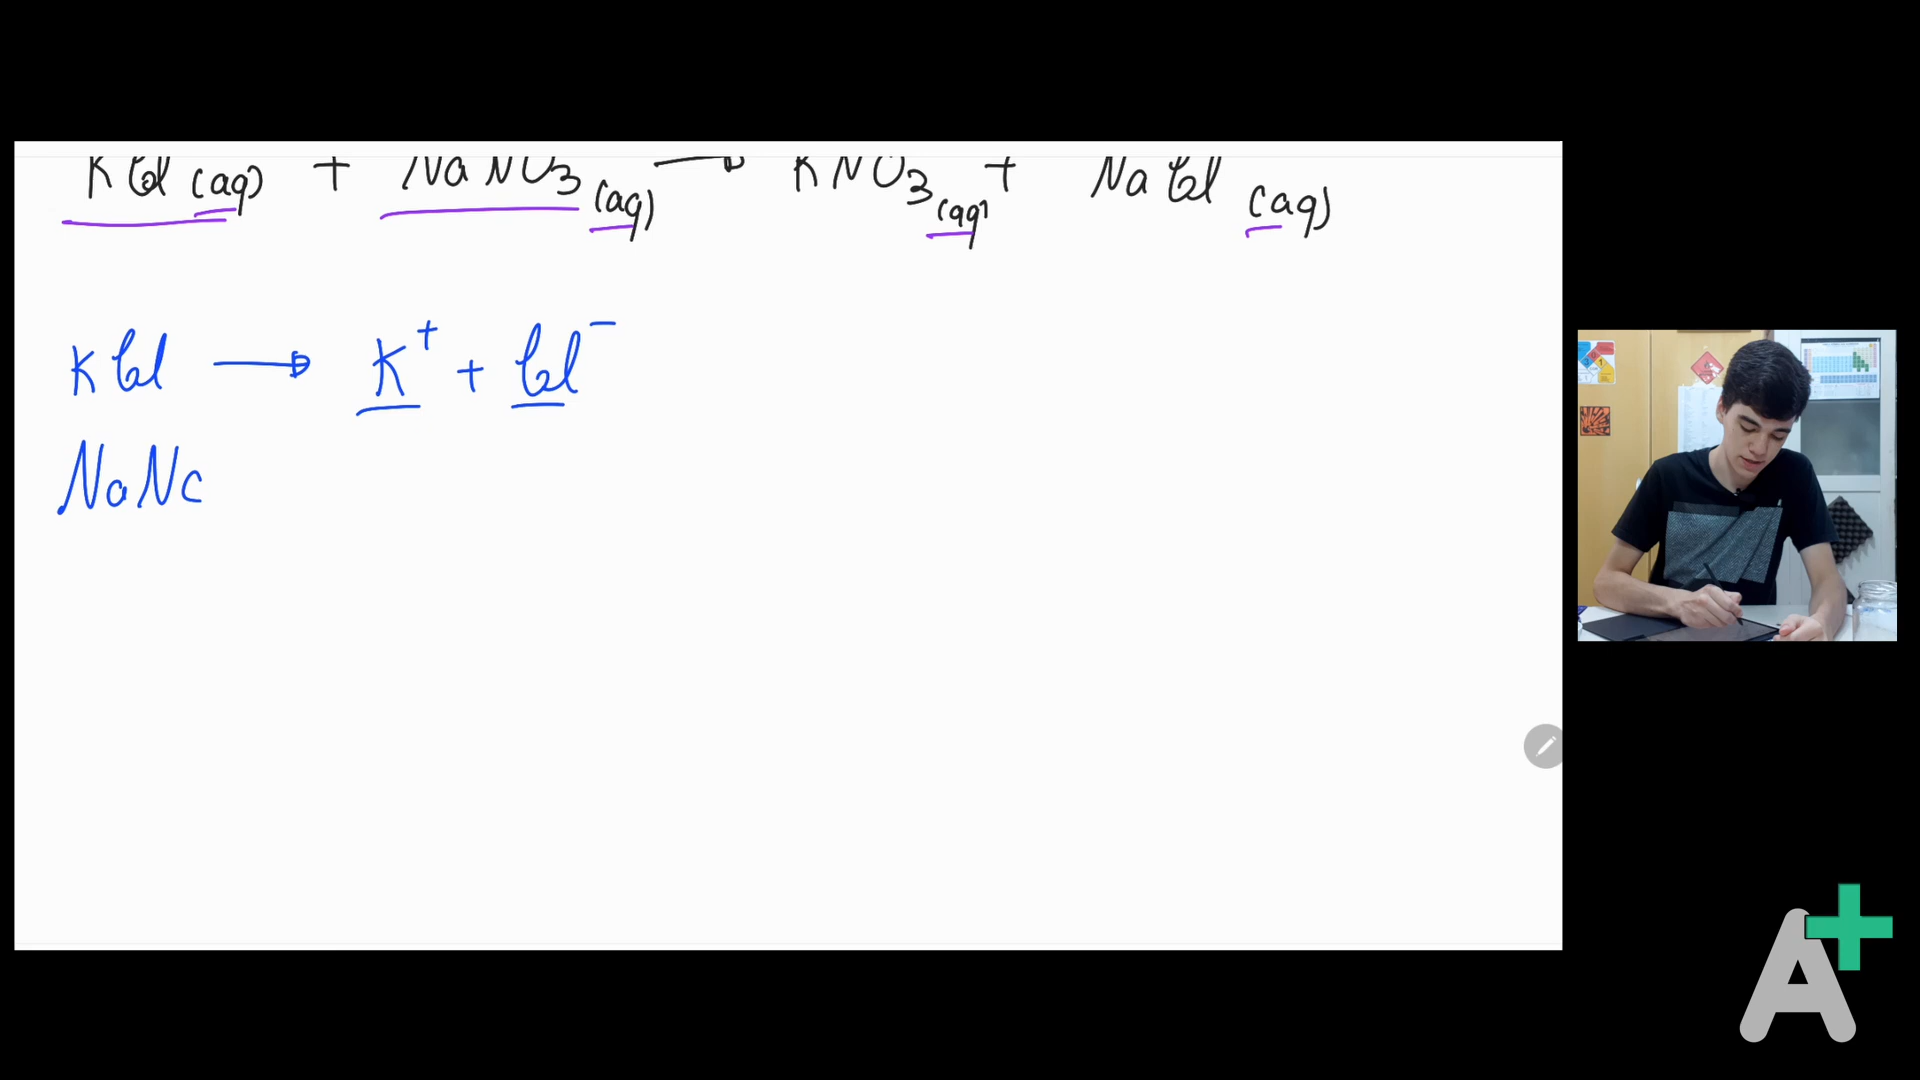 KCl (aq) + NaNO3 (aq) → KNO3 (aq) + NaCl (aq)
KCl → K⁺ + Cl⁻
NaNc
A+